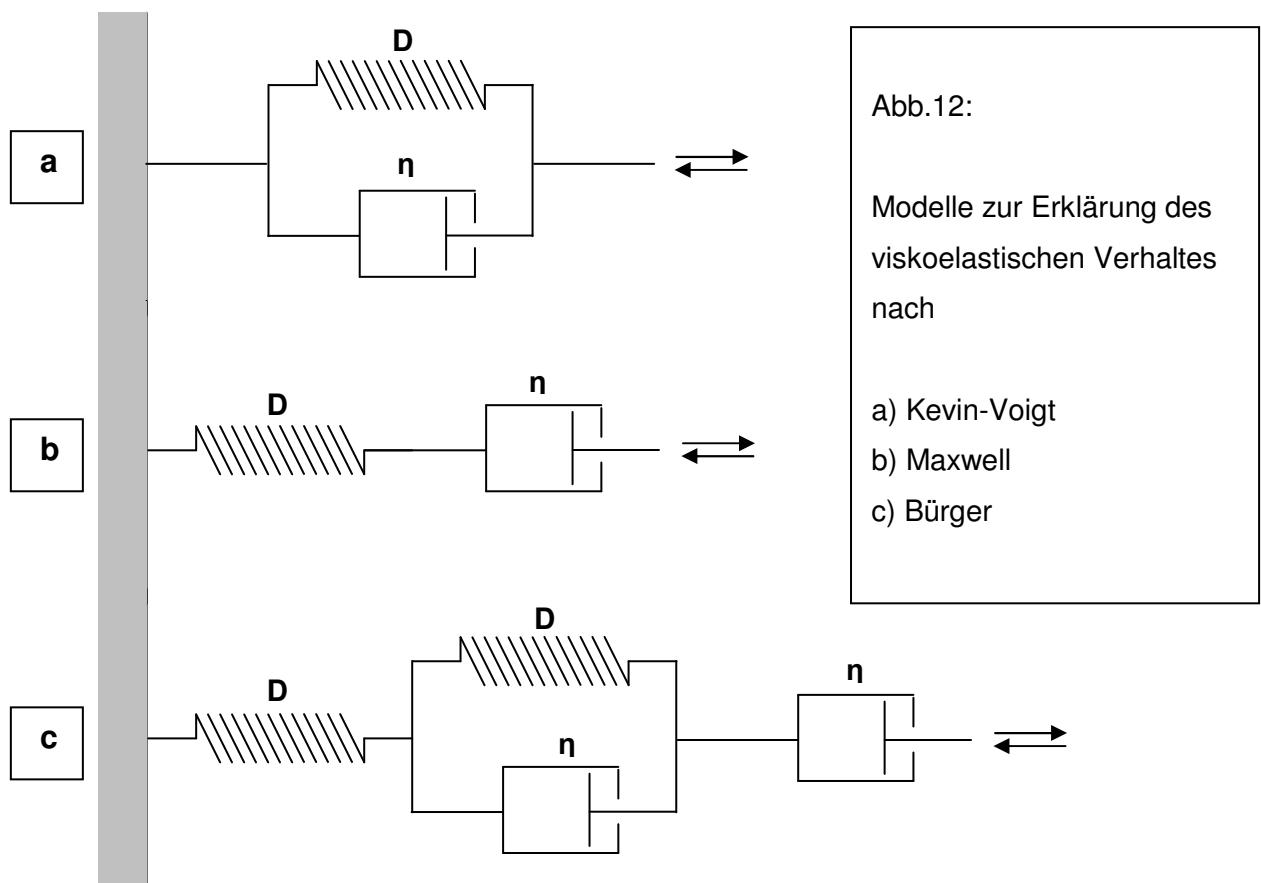 D
a
η
D
η
b
D
D
η
c
η
Abb.12:
Modelle zur Erklärung des
viskoelastischen Verhaltes
nach
a) Kevin-Voigt
b) Maxwell
c) Bürger